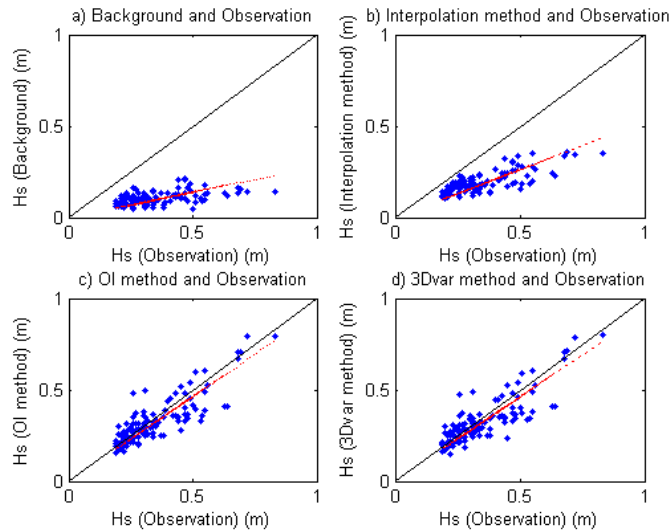 a) Background and Observation
Hs (Background) (m)
1
0.5
0
0
0.5
1
Hs (Observation) (m)
b) Interpolation method and Observation
Hs (Interpolation method) (m)
1
0.5
0
0
0.5
1
Hs (Observation) (m)
c) OI method and Observation
Hs (OI method) (m)
1
0.5
0
0
0.5
1
Hs (Observation) (m)
d) 3Dvar method and Observation
Hs (3Dvar method) (m)
1
0.5
0
0
0.5
1
Hs (Observation) (m)